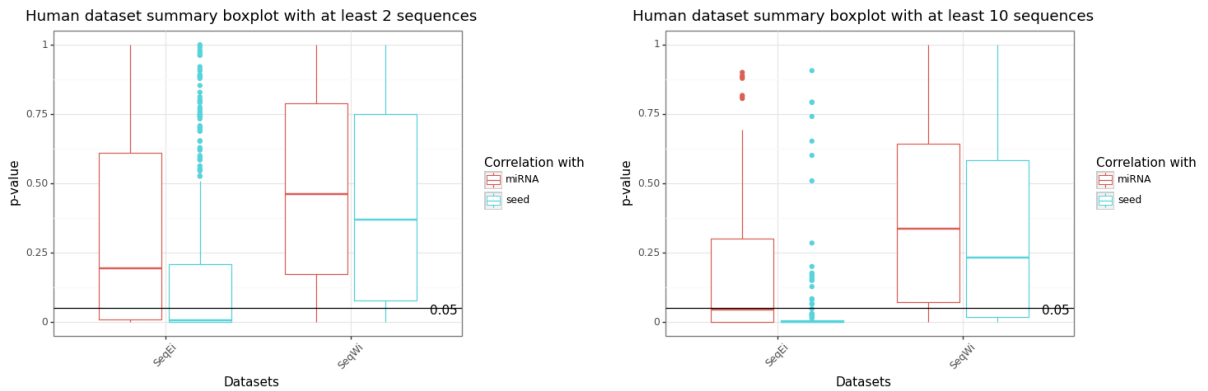 Human dataset summary boxplot with at least 2 sequences
1
0.75
0.50
0.25
0
p-value
0.05
SeqEi
SeqWi
Datasets
Correlation with
miRNA
seed
Human dataset summary boxplot with at least 10 sequences
1
0.75
0.50
0.25
0
p-value
0.05
SeqEi
SeqWi
Datasets
Correlation with
miRNA
seed